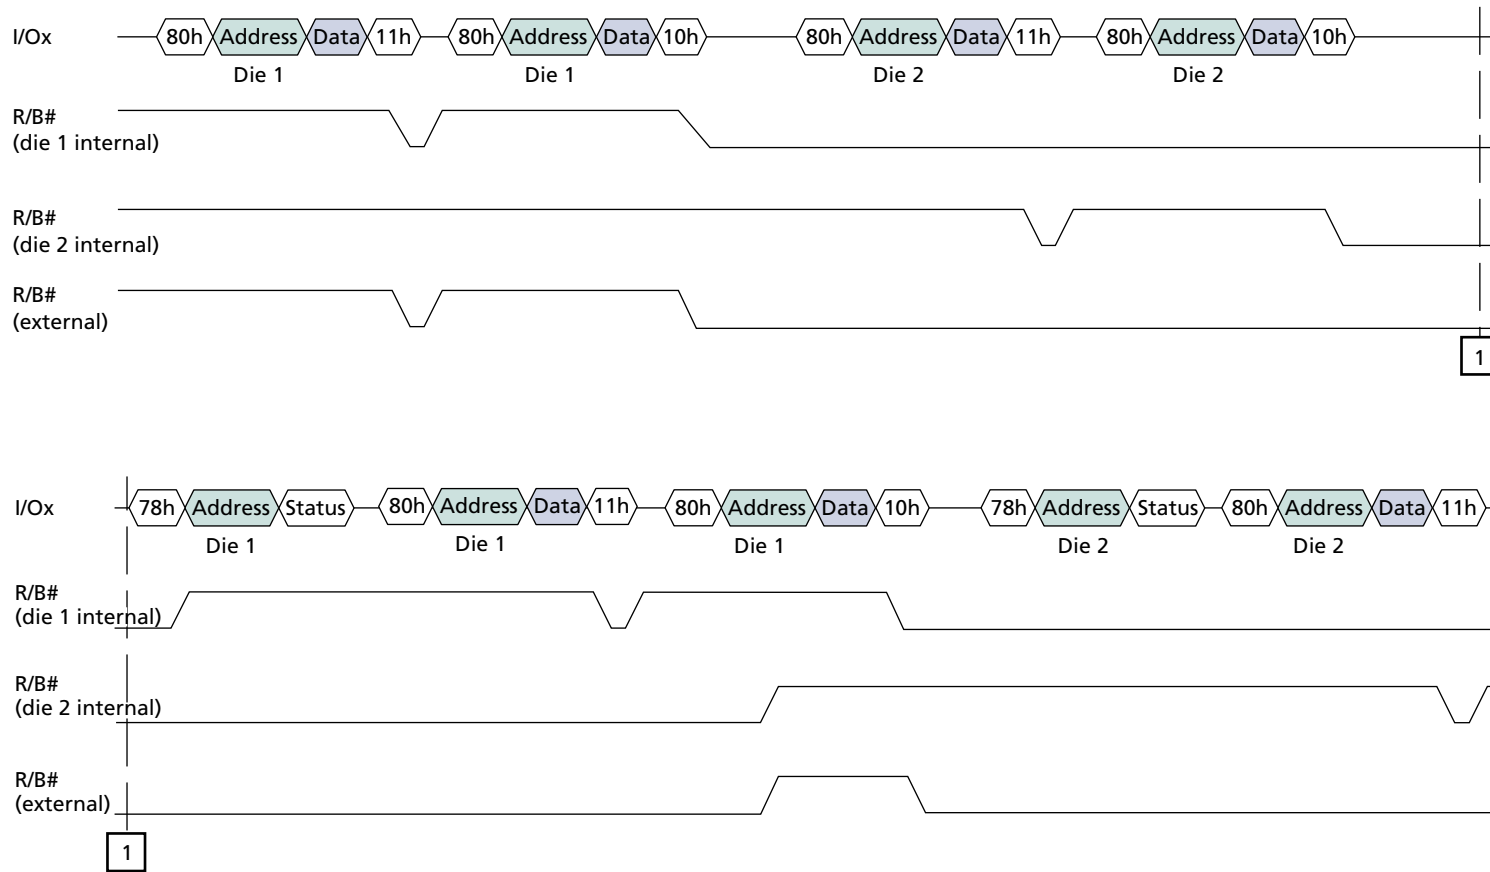 I/Ox 80h Address Data 11h 80h Address Data 10h 80h Address Data 11h 80h Address Data 10h
Die 1 Die 1 Die 2 Die 2
R/B#
(die 1 internal)
R/B#
(die 2 internal)
R/B#
(external)
1
I/Ox 78h Address Status 80h Address Data 11h 80h Address Data 10h 78h Address Status 80h Address Data 11h
Die 1 Die 1 Die 1 Die 2 Die 2
R/B#
(die 1 internal)
R/B#
(die 2 internal)
R/B#
(external)
1